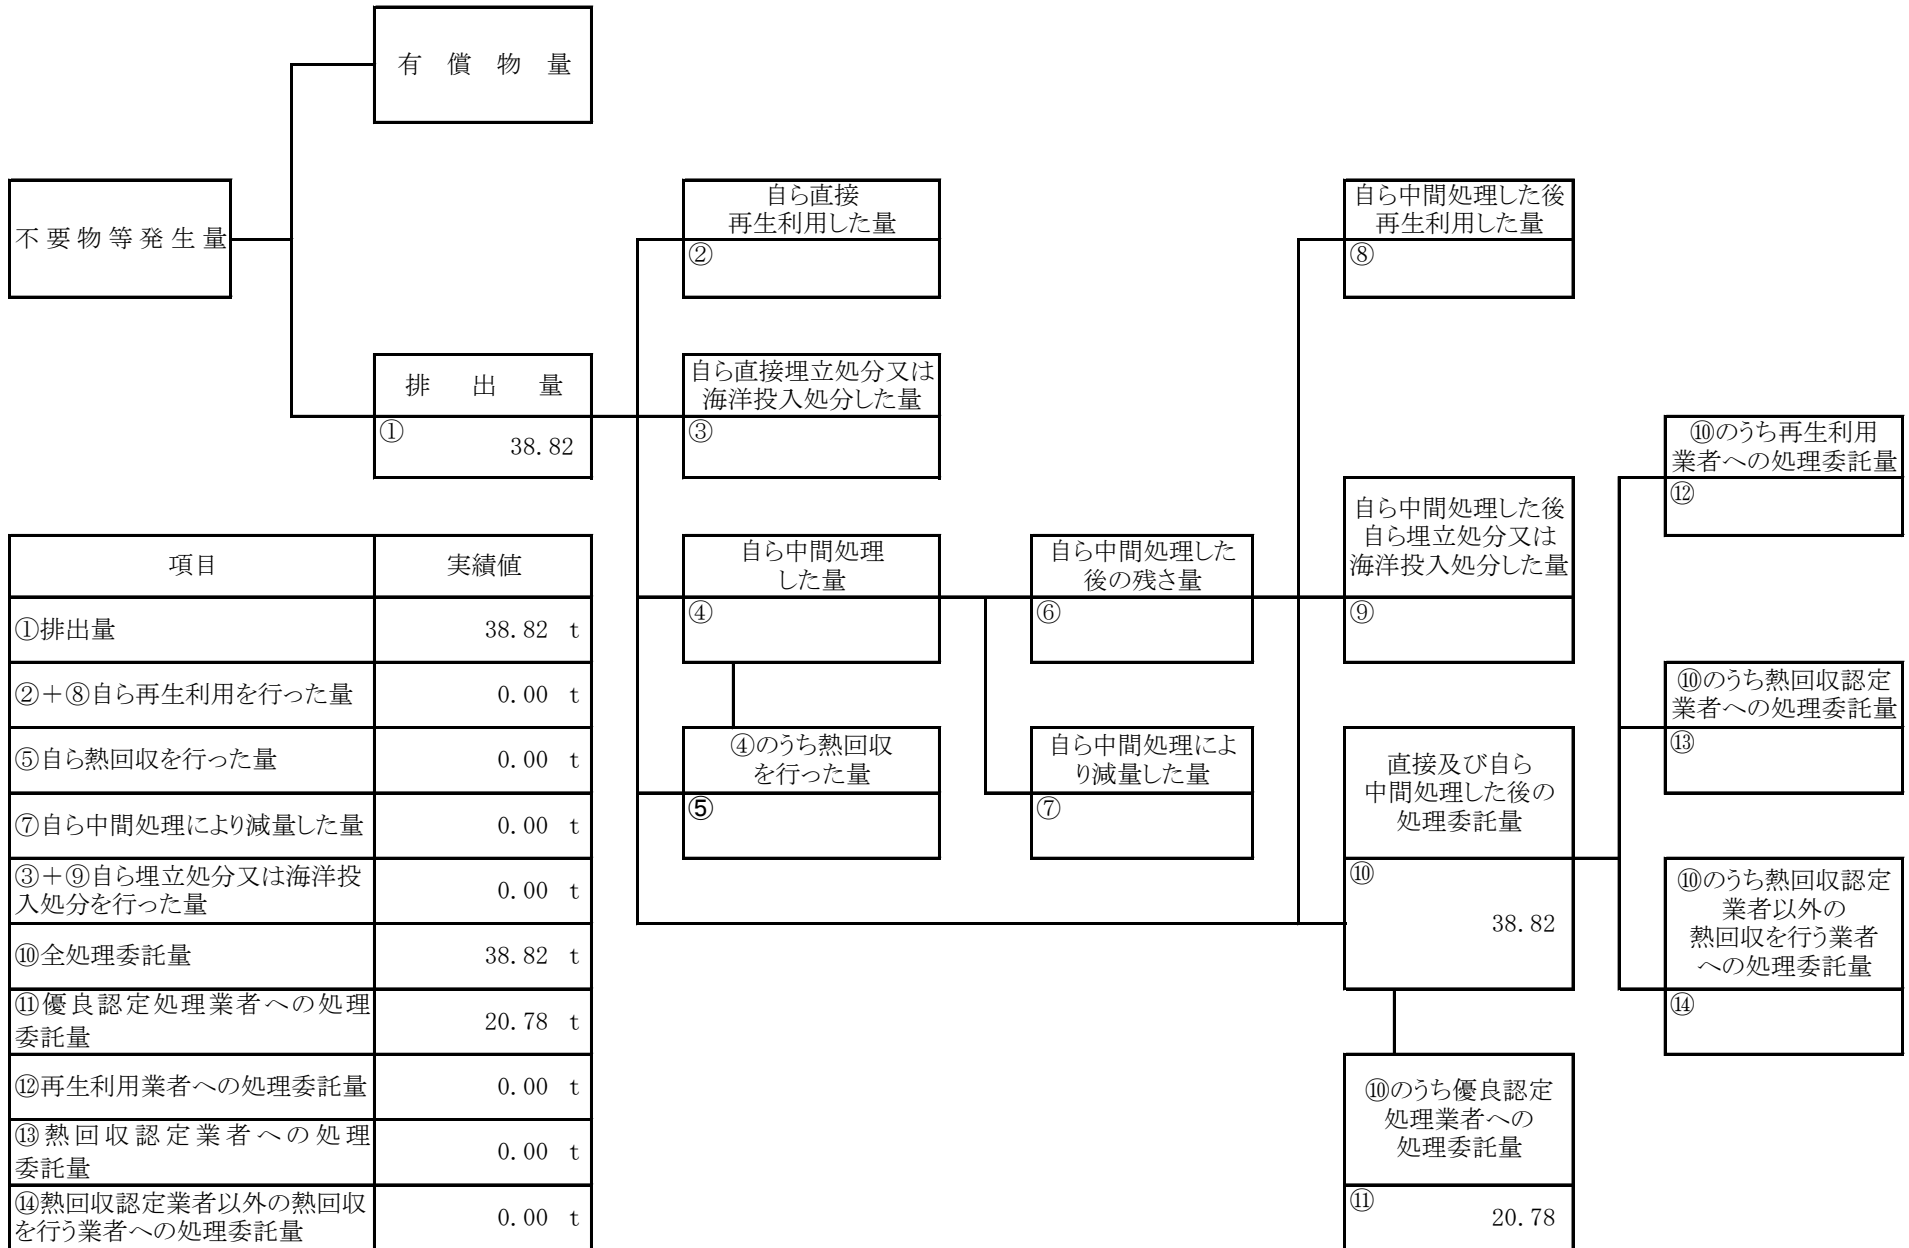 有償物量
不要物等発生量
自ら直接
再生利用した量
②
自ら中間処理した後
再生利用した量
⑧
排出量
①
38.82
自ら直接埋立処分又は
海洋投入処分した量
③
⑩のうち再生利用
業者への処理委託量
⑫
自ら中間処理
した量
④
自ら中間処理した
後の残さ量
⑥
自ら中間処理した後
自ら埋立処分又は
海洋投入処分した量
⑨
⑩のうち熱回収認定
業者への処理委託量
⑬
④のうち熱回収
を行った量
⑤
自ら中間処理によ
り減量した量
⑦
直接及び自ら
中間処理した後の
処理委託量
⑩
38.82
⑩のうち熱回収認定
業者以外の
熱回収を行う業者
への処理委託量
⑭
⑩のうち優良認定
処理業者への
処理委託量
⑪
20.78
項目 実績値
①排出量 38.82 t
②+⑧自ら再生利用を行った量 0.00 t
⑤自ら熱回収を行った量 0.00 t
⑦自ら中間処理により減量した量 0.00 t
③+⑨自ら埋立処分又は海洋投
入処分を行った量 0.00 t
⑩全処理委託量 38.82 t
⑪優良認定処理業者への処理
委託量 20.78 t
⑫再生利用業者への処理委託量 0.00 t
⑬熱回収認定業者への処理
委託量 0.00 t
⑭熱回収認定業者以外の熱回収
を行う業者への処理委託量 0.00 t